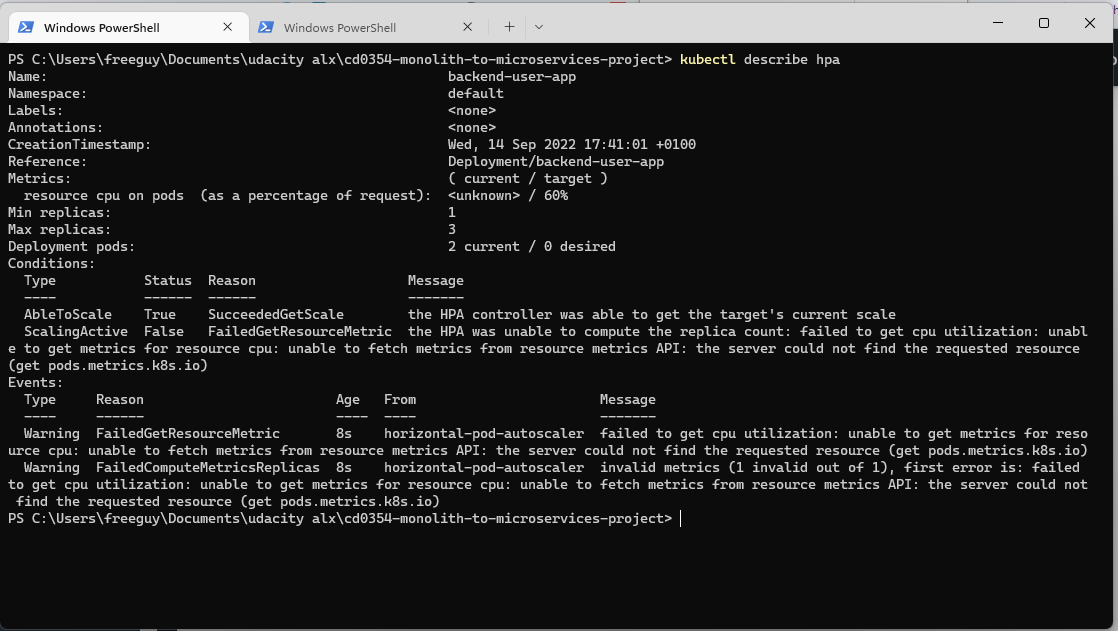 Windows PowerShell
Windows PowerShell
PS C:\Users\freeguy\Documents\udacity alx\cd0354-monolith-to-microservices-project> kubectl describe hpa
Name: backend-user-app
Namespace: default
Labels: <none>
Annotations: <none>
CreationTimestamp: Wed, 14 Sep 2022 17:41:01 +0100
Reference: Deployment/backend-user-app
Metrics: ( current / target )
resource cpu on pods (as a percentage of request): <unknown> / 60%
Min replicas: 1
Max replicas: 3
Deployment pods: 2 current / 0 desired
Conditions:
Type Status Reason Message
---- ------ ------ -------
AbleToScale True SucceededGetScale the HPA controller was able to get the target's current scale
ScalingActive False FailedGetResourceMetric the HPA was unable to compute the replica count: failed to get cpu utilization: unabl
e to get metrics for resource cpu: unable to fetch metrics from resource metrics API: the server could not find the requested resource
(get pods.metrics.k8s.io)
Events:
Type Reason Age From Message
---- ------ ---- ---- -------
Warning FailedGetResourceMetric 8s horizontal-pod-autoscaler failed to get cpu utilization: unable to get metrics for reso
urce cpu: unable to fetch metrics from resource metrics API: the server could not find the requested resource (get pods.metrics.k8s.io)
Warning FailedComputeMetricsReplicas 8s horizontal-pod-autoscaler invalid metrics (1 invalid out of 1), first error is: failed
to get cpu utilization: unable to get metrics for resource cpu: unable to fetch metrics from resource metrics API: the server could not
find the requested resource (get pods.metrics.k8s.io)
PS C:\Users\freeguy\Documents\udacity alx\cd0354-monolith-to-microservices-project>